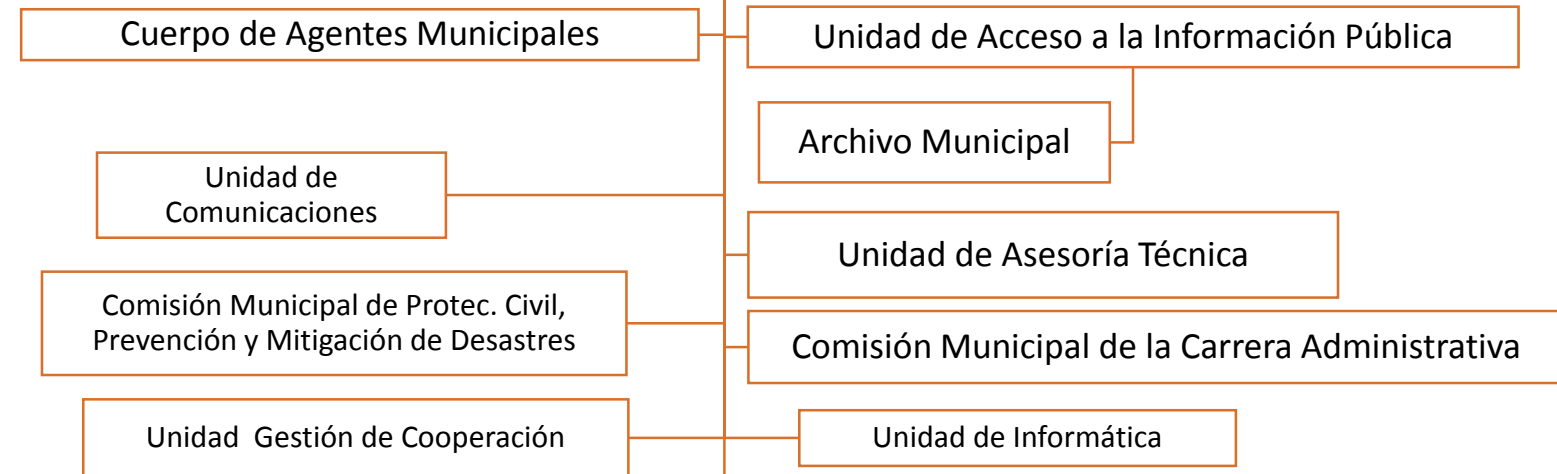 Cuerpo de Agentes Municipales
Unidad de Acceso a la Información Pública
Archivo Municipal
Unidad de
Comunicaciones
Unidad de Asesoría Técnica
Comisión Municipal de Protec. Civil,
Prevención y Mitigación de Desastres
Comisión Municipal de la Carrera Administrativa
Unidad  Gestión de Cooperación
Unidad de Informática